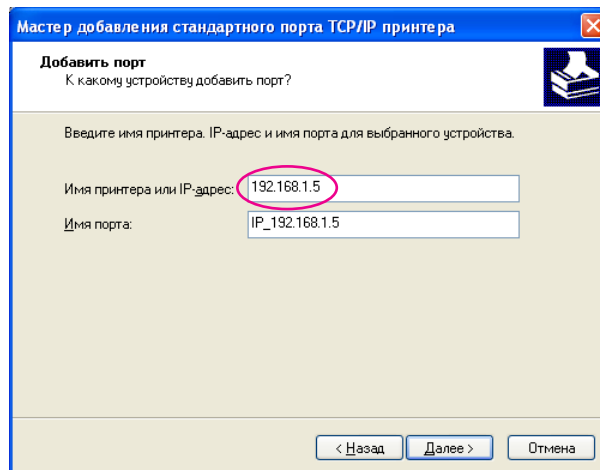 Мастер добавления стандартного порта TCP/IP принтера
Добавить порт
К какому устройству добавить порт?
Введите имя принтера. IP-адрес и имя порта для выбранного устройства.
Имя принтера или IP-адрес: 192.168.1.5
Имя порта: IP_192.168.1.5
< Назад Далее > Отмена